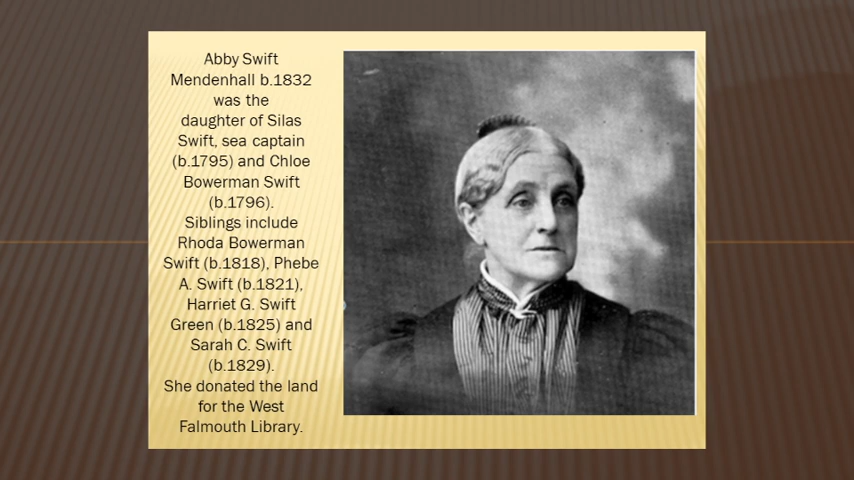 Abby Swift
Mendenhall b.1832
was the
daughter of Silas
Swift, sea captain
(b.1795) and Chloe
Bowerman Swift
(b.1796).
Siblings include
Rhoda Bowerman
Swift (b.1818), Phebe
A. Swift (b.1821),
Harriet G. Swift
Green (b.1825) and
Sarah C. Swift
(b.1829).
She donated the land
for the West
Falmouth Library.